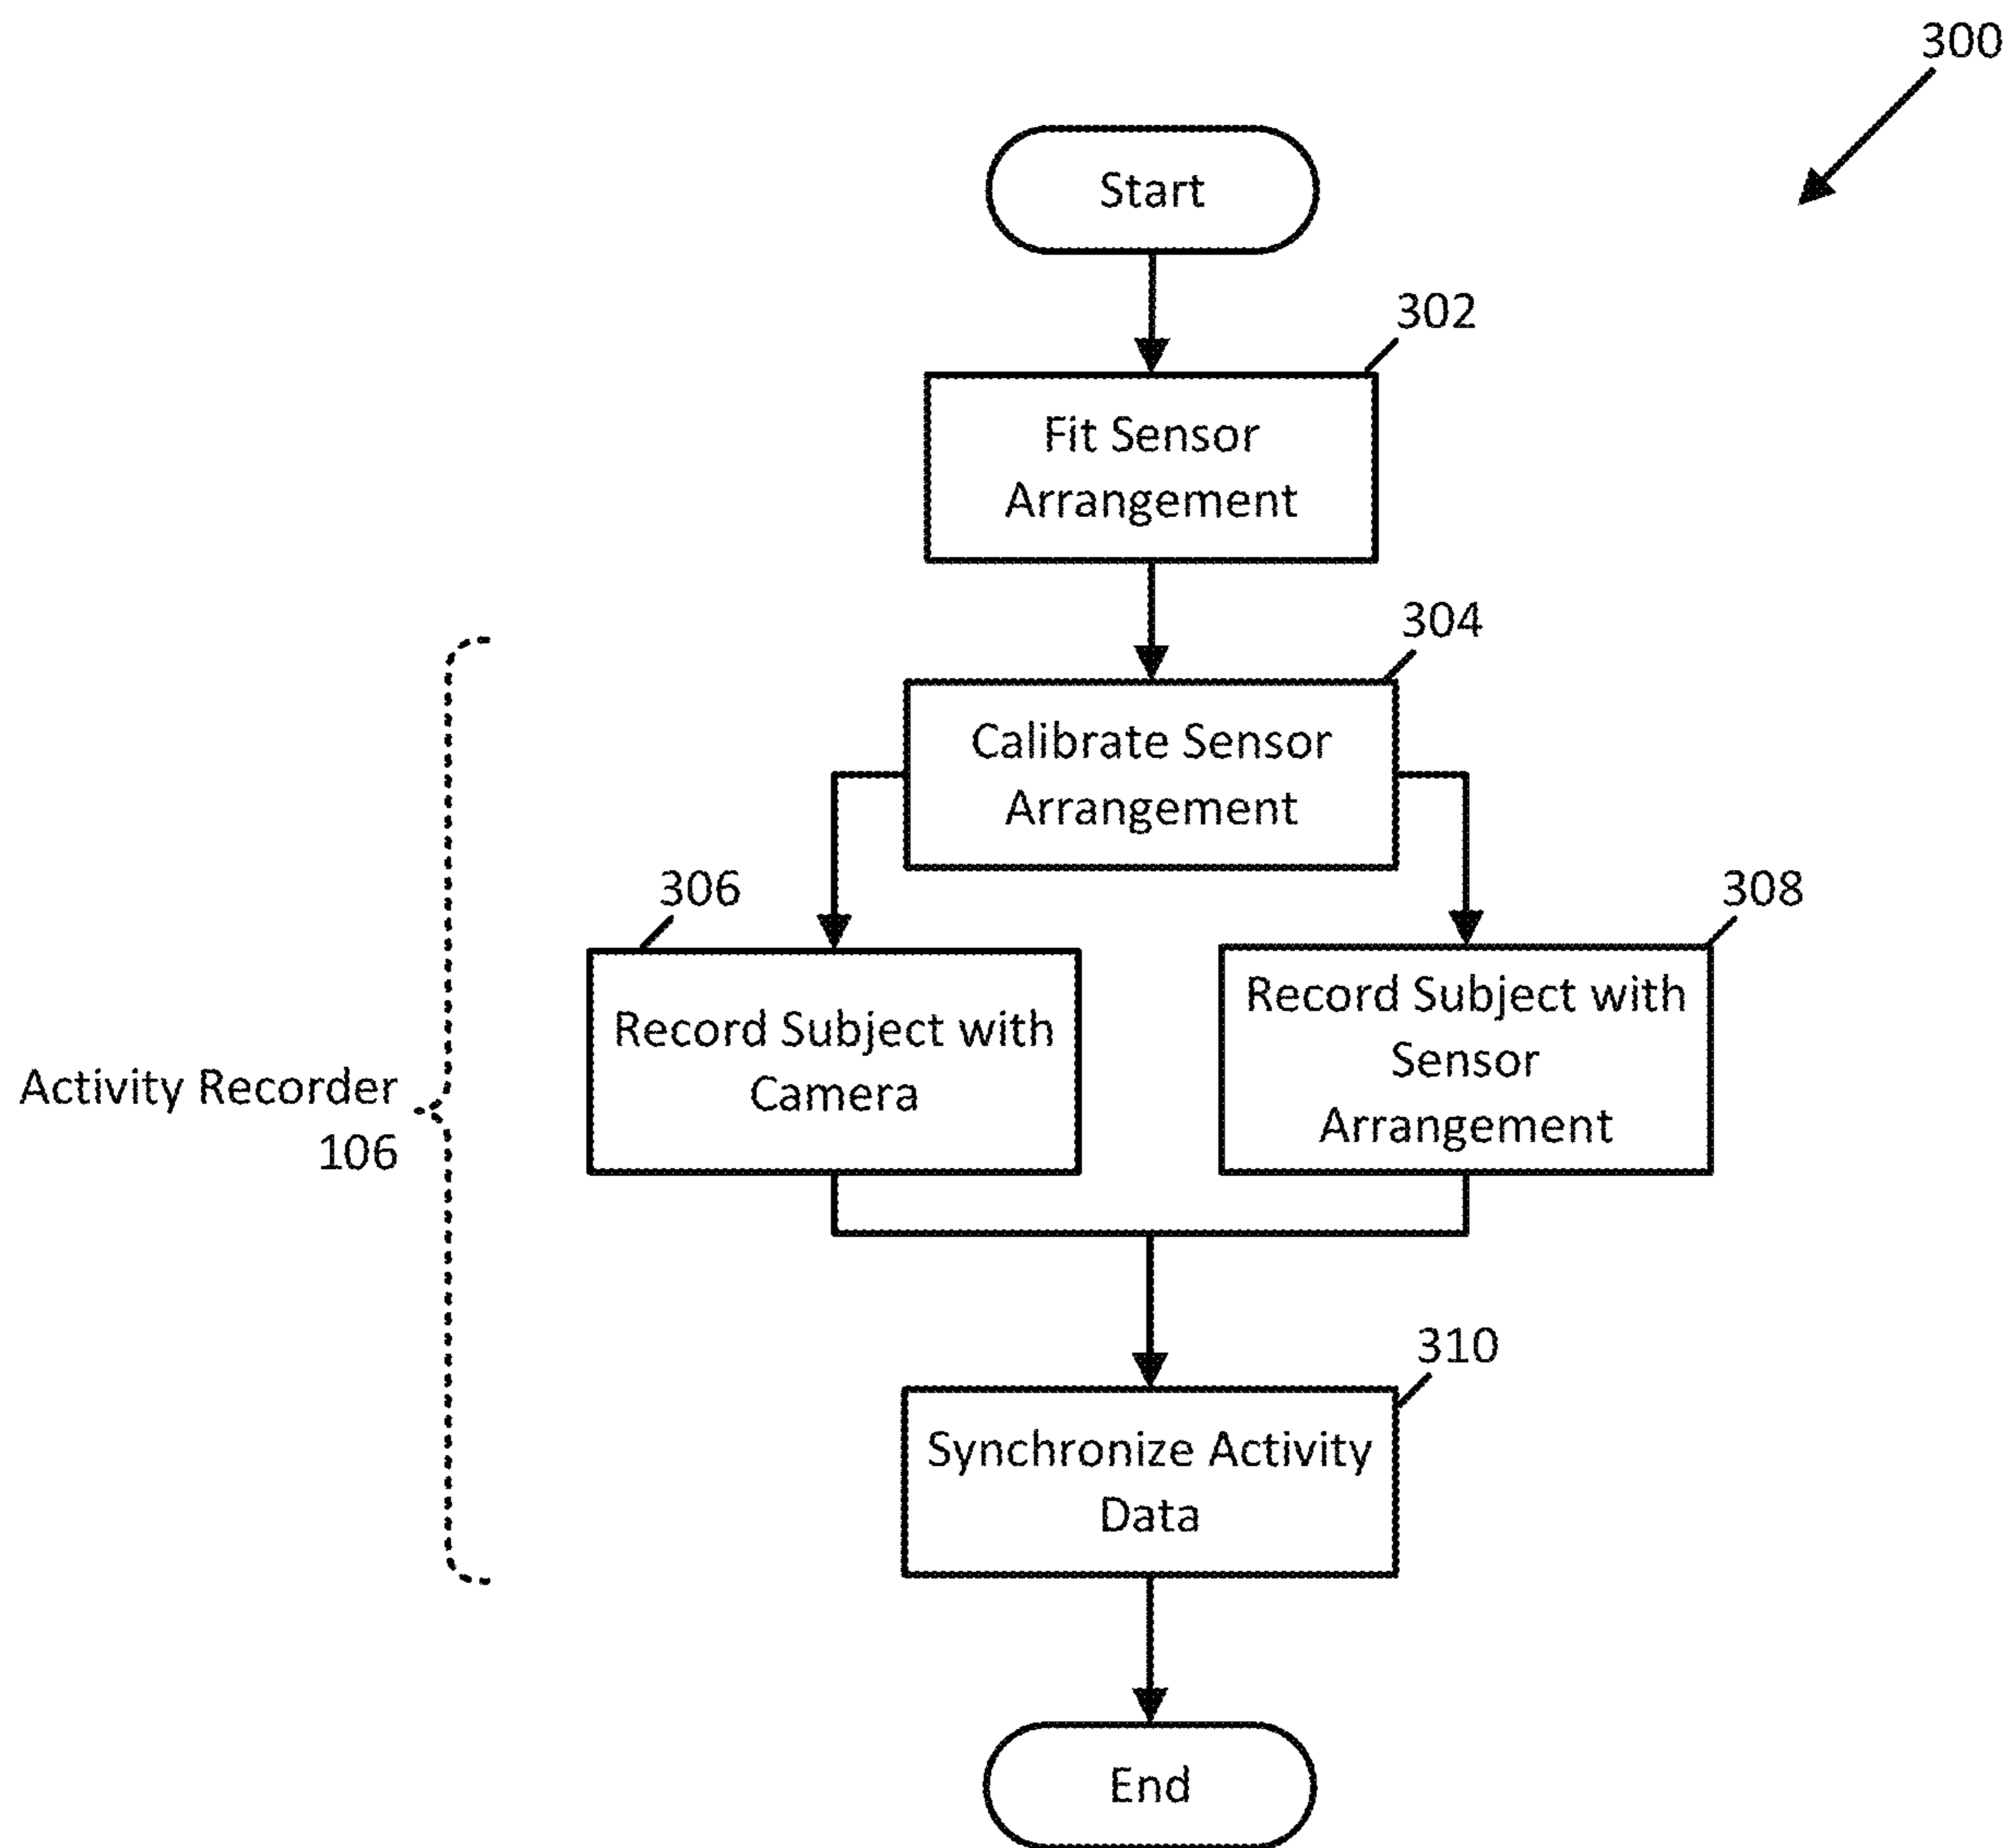 300
Start
302
Fit Sensor
Arrangement
304
Calibrate Sensor
Arrangement
306
308
Record Subject with
Camera
Record Subject with
Sensor
Arrangement
Activity Recorder
106
310
Synchronize Activity
Data
End